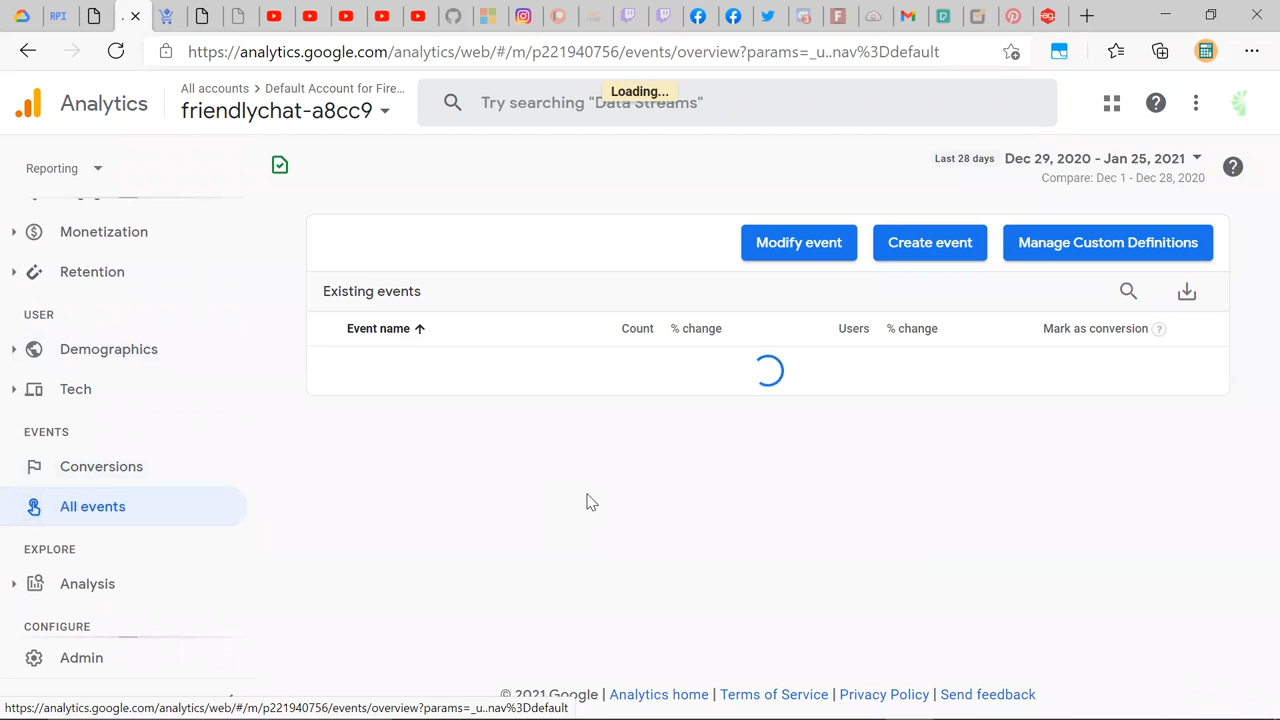 API
https://analytics.google.com/analytics/web/#/m/p221940756/events/overview?params=_u..nav%3Ddefault
Analytics
All accounts > Default Account for Fire...
friendlychat-a8cc9
Try searching "Data Streams"
Loading...
Reporting
Last 28 days Dec 29, 2020 - Jan 25, 2021
Compare: Dec 1 - Dec 28, 2020
Monetization
Retention
USER
Demographics
Tech
EVENTS
Conversions
All events
EXPLORE
Analysis
CONFIGURE
Admin
Modify event
Create event
Manage Custom Definitions
Existing events
Event name Count % change Users % change Mark as conversion
© 2021 Google | Analytics home | Terms of Service | Privacy Policy | Send feedback
https://analytics.google.com/analytics/web/#/m/p221940756/events/overview?params=_u..nav%3Ddefault